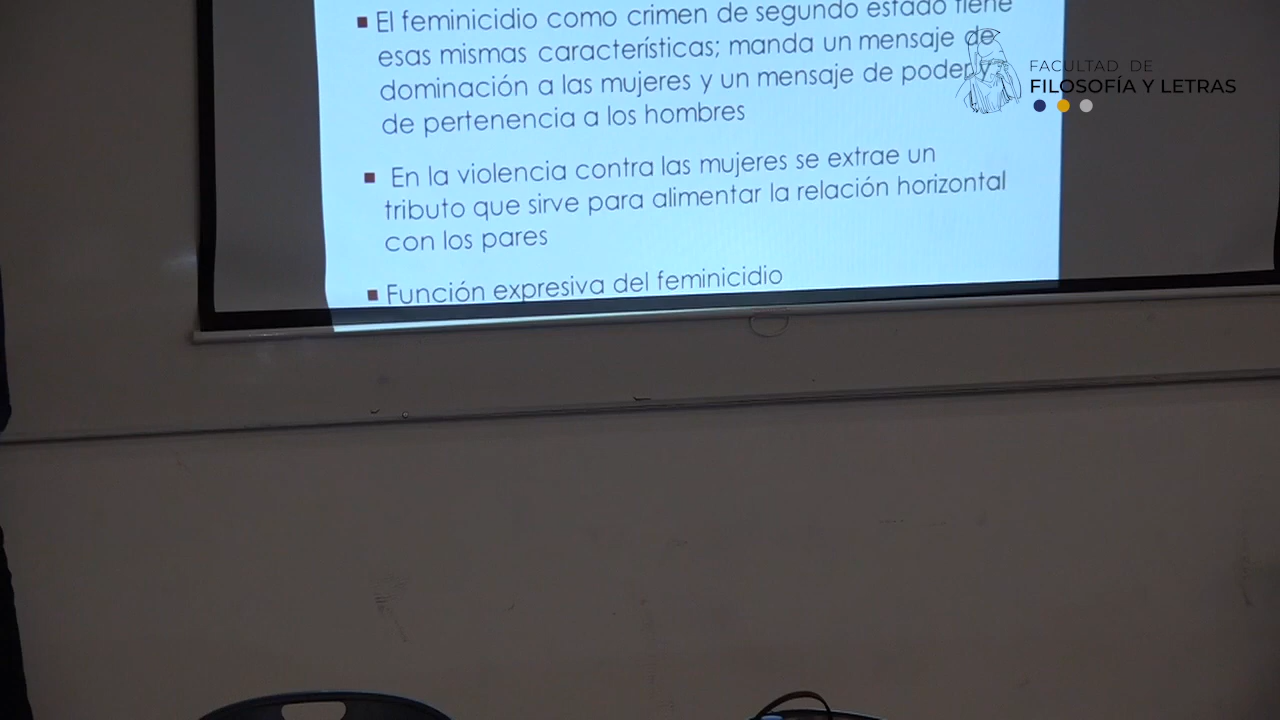 ▪ El feminicidio como crimen de segundo estado tiene
esas mismas características; manda un mensaje de
dominación a las mujeres y un mensaje de poder y
de pertenencia a los hombres
▪ En la violencia contra las mujeres se extrae un
tributo que sirve para alimentar la relación horizontal
con los pares
▪ Función expresiva del feminicidio
FACULTAD DE
FILOSOFÍA Y LETRAS